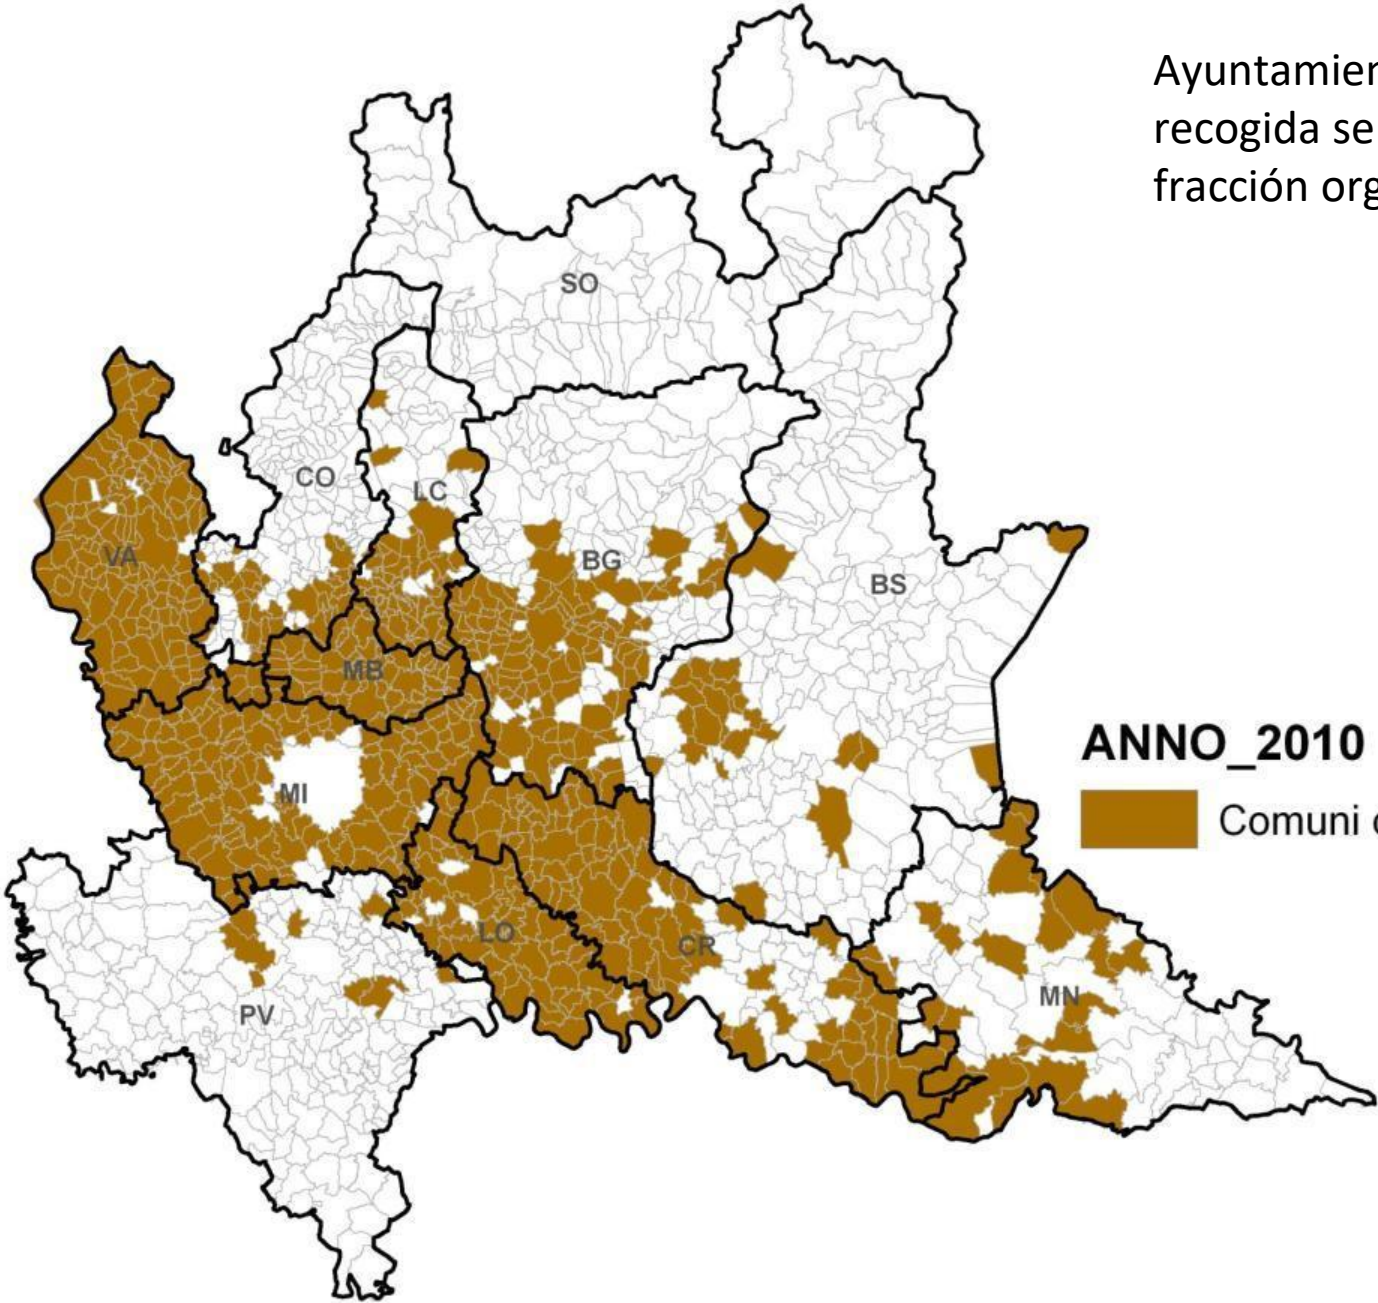 Ayuntamien
recogida se
fracción org
SO
CO
LC
VA
BG
BS
MB
ANNO_2010
MI
Comuni
LO
CR
MN
PV